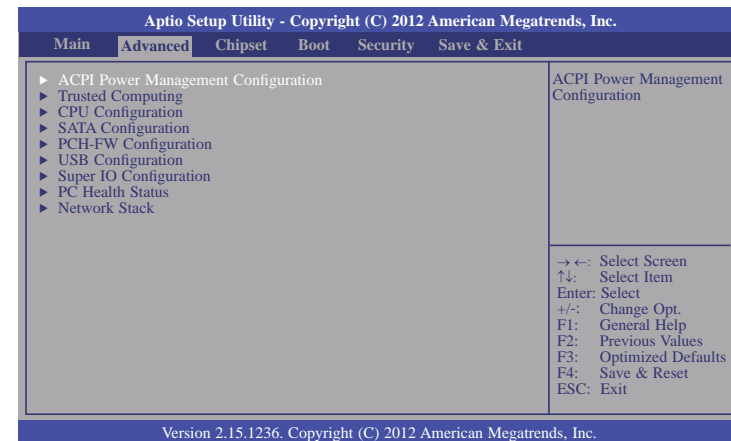 Aptio Setup Utility - Copyright (C) 2012 American Megatrends, Inc.
Main Advanced Chipset Boot Security Save & Exit
► ACPI Power Management Configuration
► Trusted Computing
► CPU Configuration
► SATA Configuration
► PCH-FW Configuration
► USB Configuration
► Super IO Configuration
► PC Health Status
► Network Stack
ACPI Power Management
Configuration
→←: Select Screen
↑↓: Select Item
Enter: Select
+/-: Change Opt.
F1: General Help
F2: Previous Values
F3: Optimized Defaults
F4: Save & Reset
ESC: Exit
Version 2.15.1236. Copyright (C) 2012 American Megatrends, Inc.